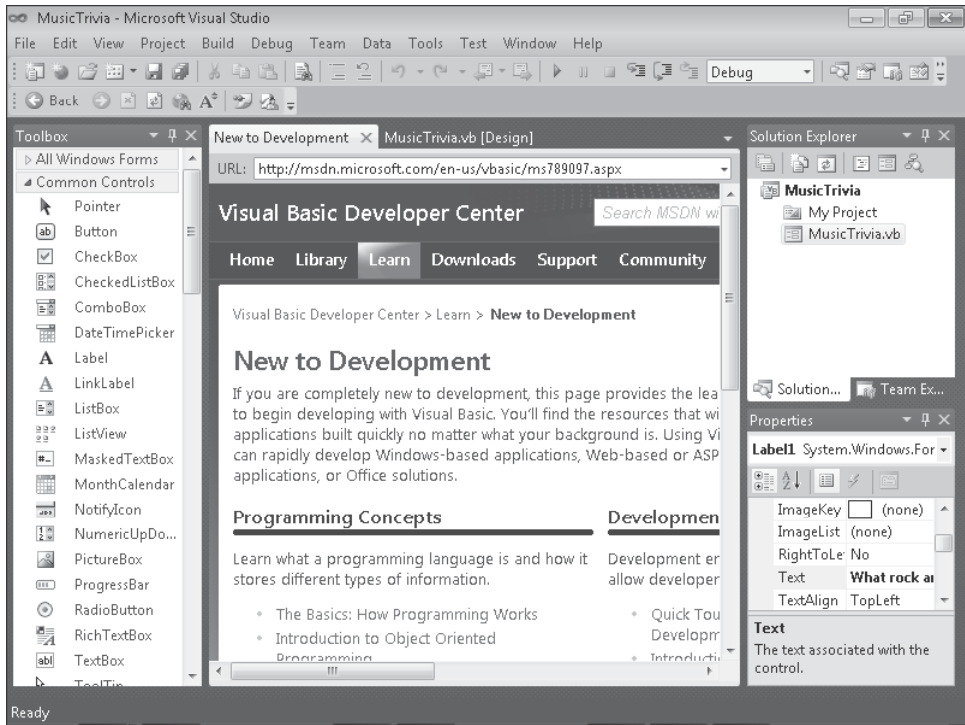 MusicTrivia - Microsoft Visual Studio
File Edit View Project Build Debug Team Data Tools Test Window Help
Debug
Back
Toolbox
All Windows Forms
Common Controls
Pointer
Button
CheckBox
CheckedListBox
ComboBox
DateTimePicker
Label
LinkLabel
ListBox
ListView
MaskedTextBox
MonthCalendar
NotifyIcon
NumericUpDo...
PictureBox
ProgressBar
RadioButton
RichTextBox
TextBox
ToolTip
New to Development MusicTrivia.vb [Design]
URL: http://msdn.microsoft.com/en-us/vbasic/ms789097.aspx
Visual Basic Developer Center
Search MSDN wi
Home Library Learn Downloads Support Community
Visual Basic Developer Center > Learn > New to Development
New to Development
If you are completely new to development, this page provides the lea
to begin developing with Visual Basic. You'll find the resources that wi
applications built quickly no matter what your background is. Using Vi
can rapidly develop Windows-based applications, Web-based or ASP
applications, or Office solutions.
Programming Concepts
Learn what a programming language is and how it
stores different types of information.
The Basics: How Programming Works
Introduction to Object Oriented
Programming
Developmen
Development er
allow developer
Quick Tou
Developm
Introducti
Solution Explorer
MusicTrivia
My Project
MusicTrivia.vb
Solution... Team Ex...
Properties
Label1 System.Windows.For
ImageKey (none)
ImageList (none)
RightToLe No
Text What rock ar
TextAlign TopLeft
Text
The text associated with the
control.
Ready